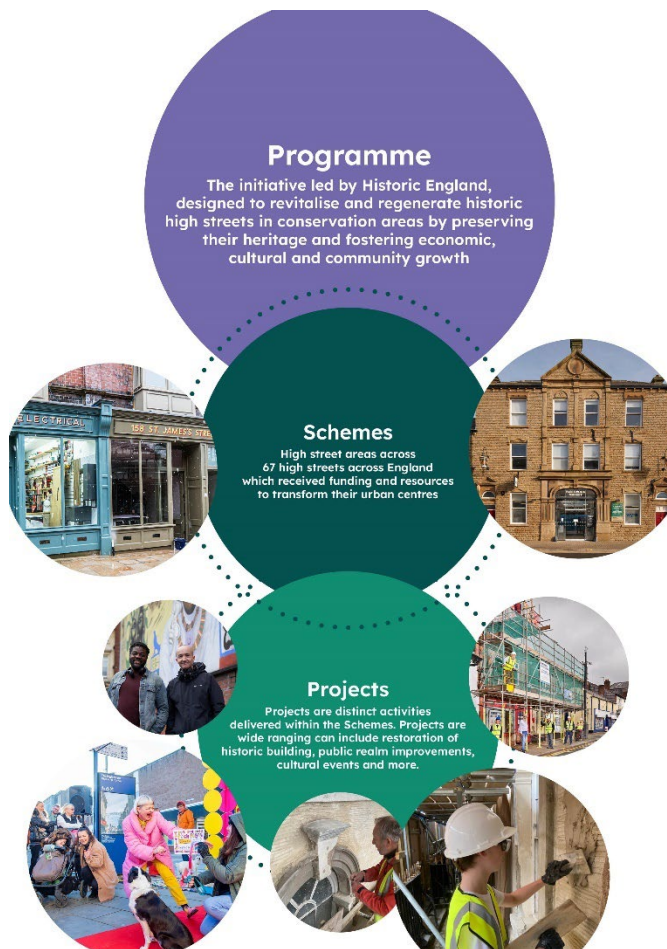 Programme
The initiative led by Historic England,
designed to revitalise and regenerate historic
high streets in conservation areas by preserving
their heritage and fostering economic,
cultural and community growth
ELECTRICAL
158 ST. JAMES'S STRE
Schemes
High street areas across
67 high streets across England
which received funding and resources
to transform their urban centres
Projects
Projects are distinct activities
delivered within the Schemes. Projects are
wide ranging can include restoration of
historic building, public realm improvements,
cultural events and more.